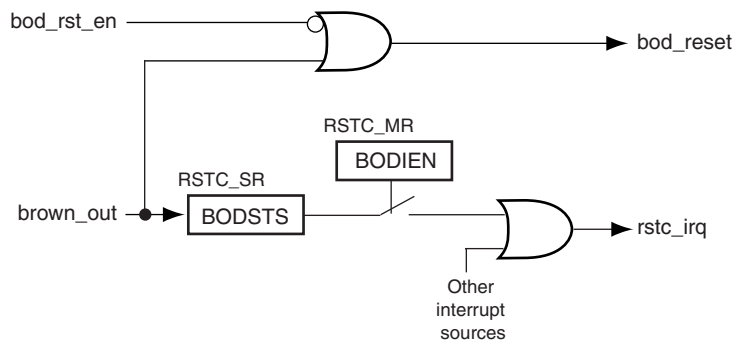 bod_rst_en
bod_reset
RSTC_MR
BODIEN
RSTC_SR
brown_out
BODSTS
rstc_irq
Other
interrupt
sources